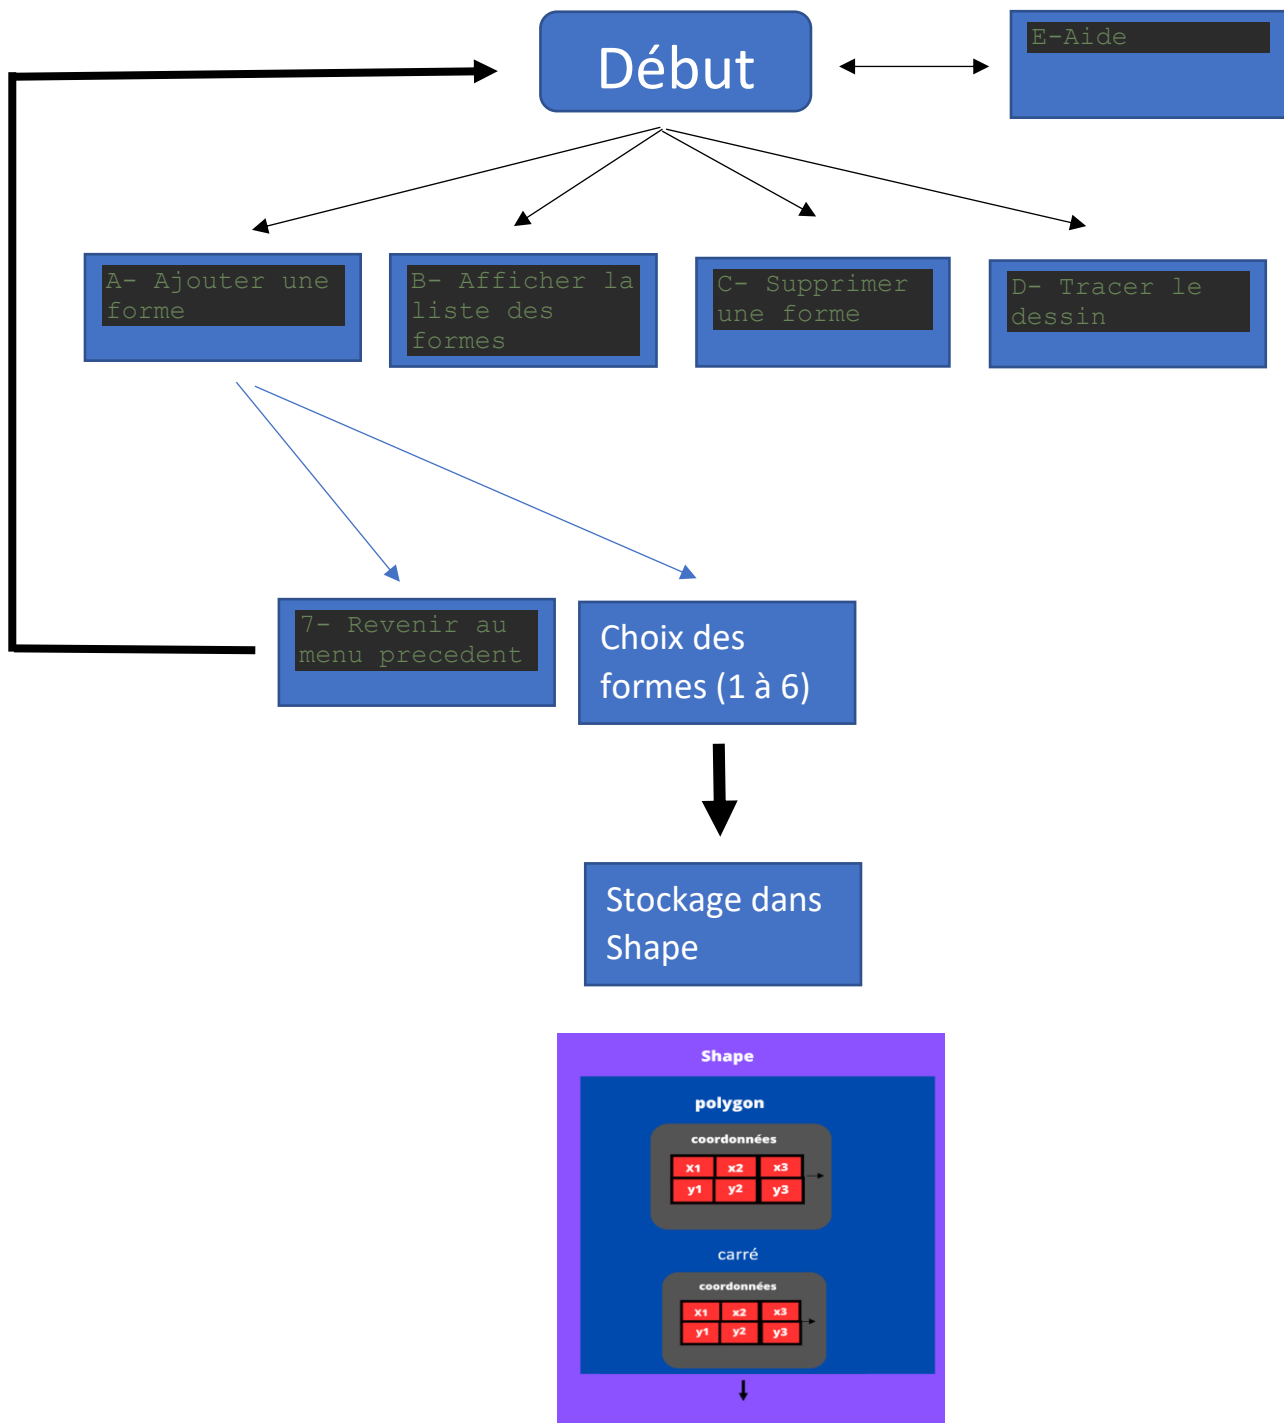 Début
E-Aide
A- Ajouter une
forme
B- Afficher la
liste des
formes
C- Supprimer
une forme
D- Tracer le
dessin
7- Revenir au
menu precedent
Choix des
formes (1 à 6)
Stockage dans
Shape
Shape
polygon
coordonnées
X1 x2 x3
y1 y2 y3
carré
coordonnées
X1 x2 x3
y1 y2 y3